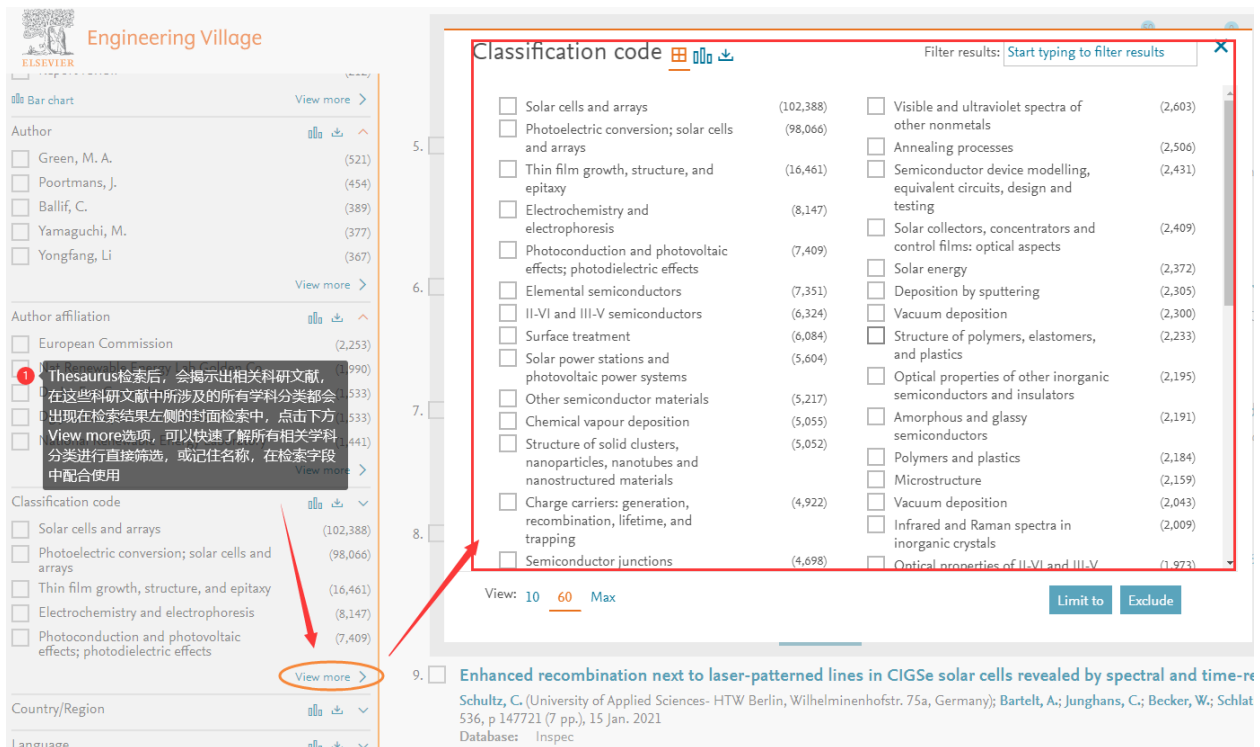 ELSEVIER
Engineering Village
Bar chart
View more
Author
Green, M. A. (521)
Poortmans, J. (454)
Ballif, C. (389)
Yamaguchi, M. (377)
Yongfang, Li (367)
View more
Author affiliation
European Commission (2,253)
(1,990)
1
Thesaurus检索后，会揭示出相关科研文献，
在这些科研文献中所涉及的所有学科分类都会
出现在检索结果左侧的封面检索中，点击下方
View more选项，可以快速了解所有相关学科
分类进行直接筛选，或记住名称，在检索字段
中配合使用
1,533)
1,533)
1,441)
View more
Classification code
Solar cells and arrays (102,388)
Photoelectric conversion; solar cells and (98,066)
arrays
Thin film growth, structure, and epitaxy (16,461)
Electrochemistry and electrophoresis (8,147)
Photoconduction and photovoltaic (7,409)
effects; photodielectric effects
View more
Country/Region
Language
Classification code
Filter results: Start typing to filter results
Solar cells and arrays (102,388)
Photoelectric conversion; solar cells (98,066)
and arrays
Thin film growth, structure, and (16,461)
epitaxy
Electrochemistry and (8,147)
electrophoresis
Photoconduction and photovoltaic (7,409)
effects; photodielectric effects
Elemental semiconductors (7,351)
II-VI and III-V semiconductors (6,324)
Surface treatment (6,084)
Solar power stations and (5,604)
photovoltaic power systems
Other semiconductor materials (5,217)
Chemical vapour deposition (5,055)
Structure of solid clusters, (5,052)
nanoparticles, nanotubes and
nanostructured materials
Charge carriers: generation, (4,922)
recombination, lifetime, and
trapping
Semiconductor junctions (4,698)
Visible and ultraviolet spectra of (2,603)
other nonmetals
Annealing processes (2,506)
Semiconductor device modelling, (2,431)
equivalent circuits, design and
testing
Solar collectors, concentrators and (2,409)
control films: optical aspects
Solar energy (2,372)
Deposition by sputtering (2,305)
Vacuum deposition (2,300)
Structure of polymers, elastomers, (2,233)
and plastics
Optical properties of other inorganic (2,195)
semiconductors and insulators
Amorphous and glassy (2,191)
semiconductors
Polymers and plastics (2,184)
Microstructure (2,159)
Vacuum deposition (2,043)
Infrared and Raman spectra in (2,009)
inorganic crystals
Optical properties of II-VI and III-V (1,973)
View: 10 60 Max
Limit to
Exclude
5.
6.
7.
8.
9. Enhanced recombination next to laser-patterned lines in CIGSe solar cells revealed by spectral and time-re
Schultz, C. (University of Applied Sciences- HTW Berlin, Wilhelminenhofstr. 75a, Germany); Bartelt, A.; Junghans, C.; Becker, W.; Schlat
536, p 147721 (7 pp.), 15 Jan. 2021
Database: Inspec